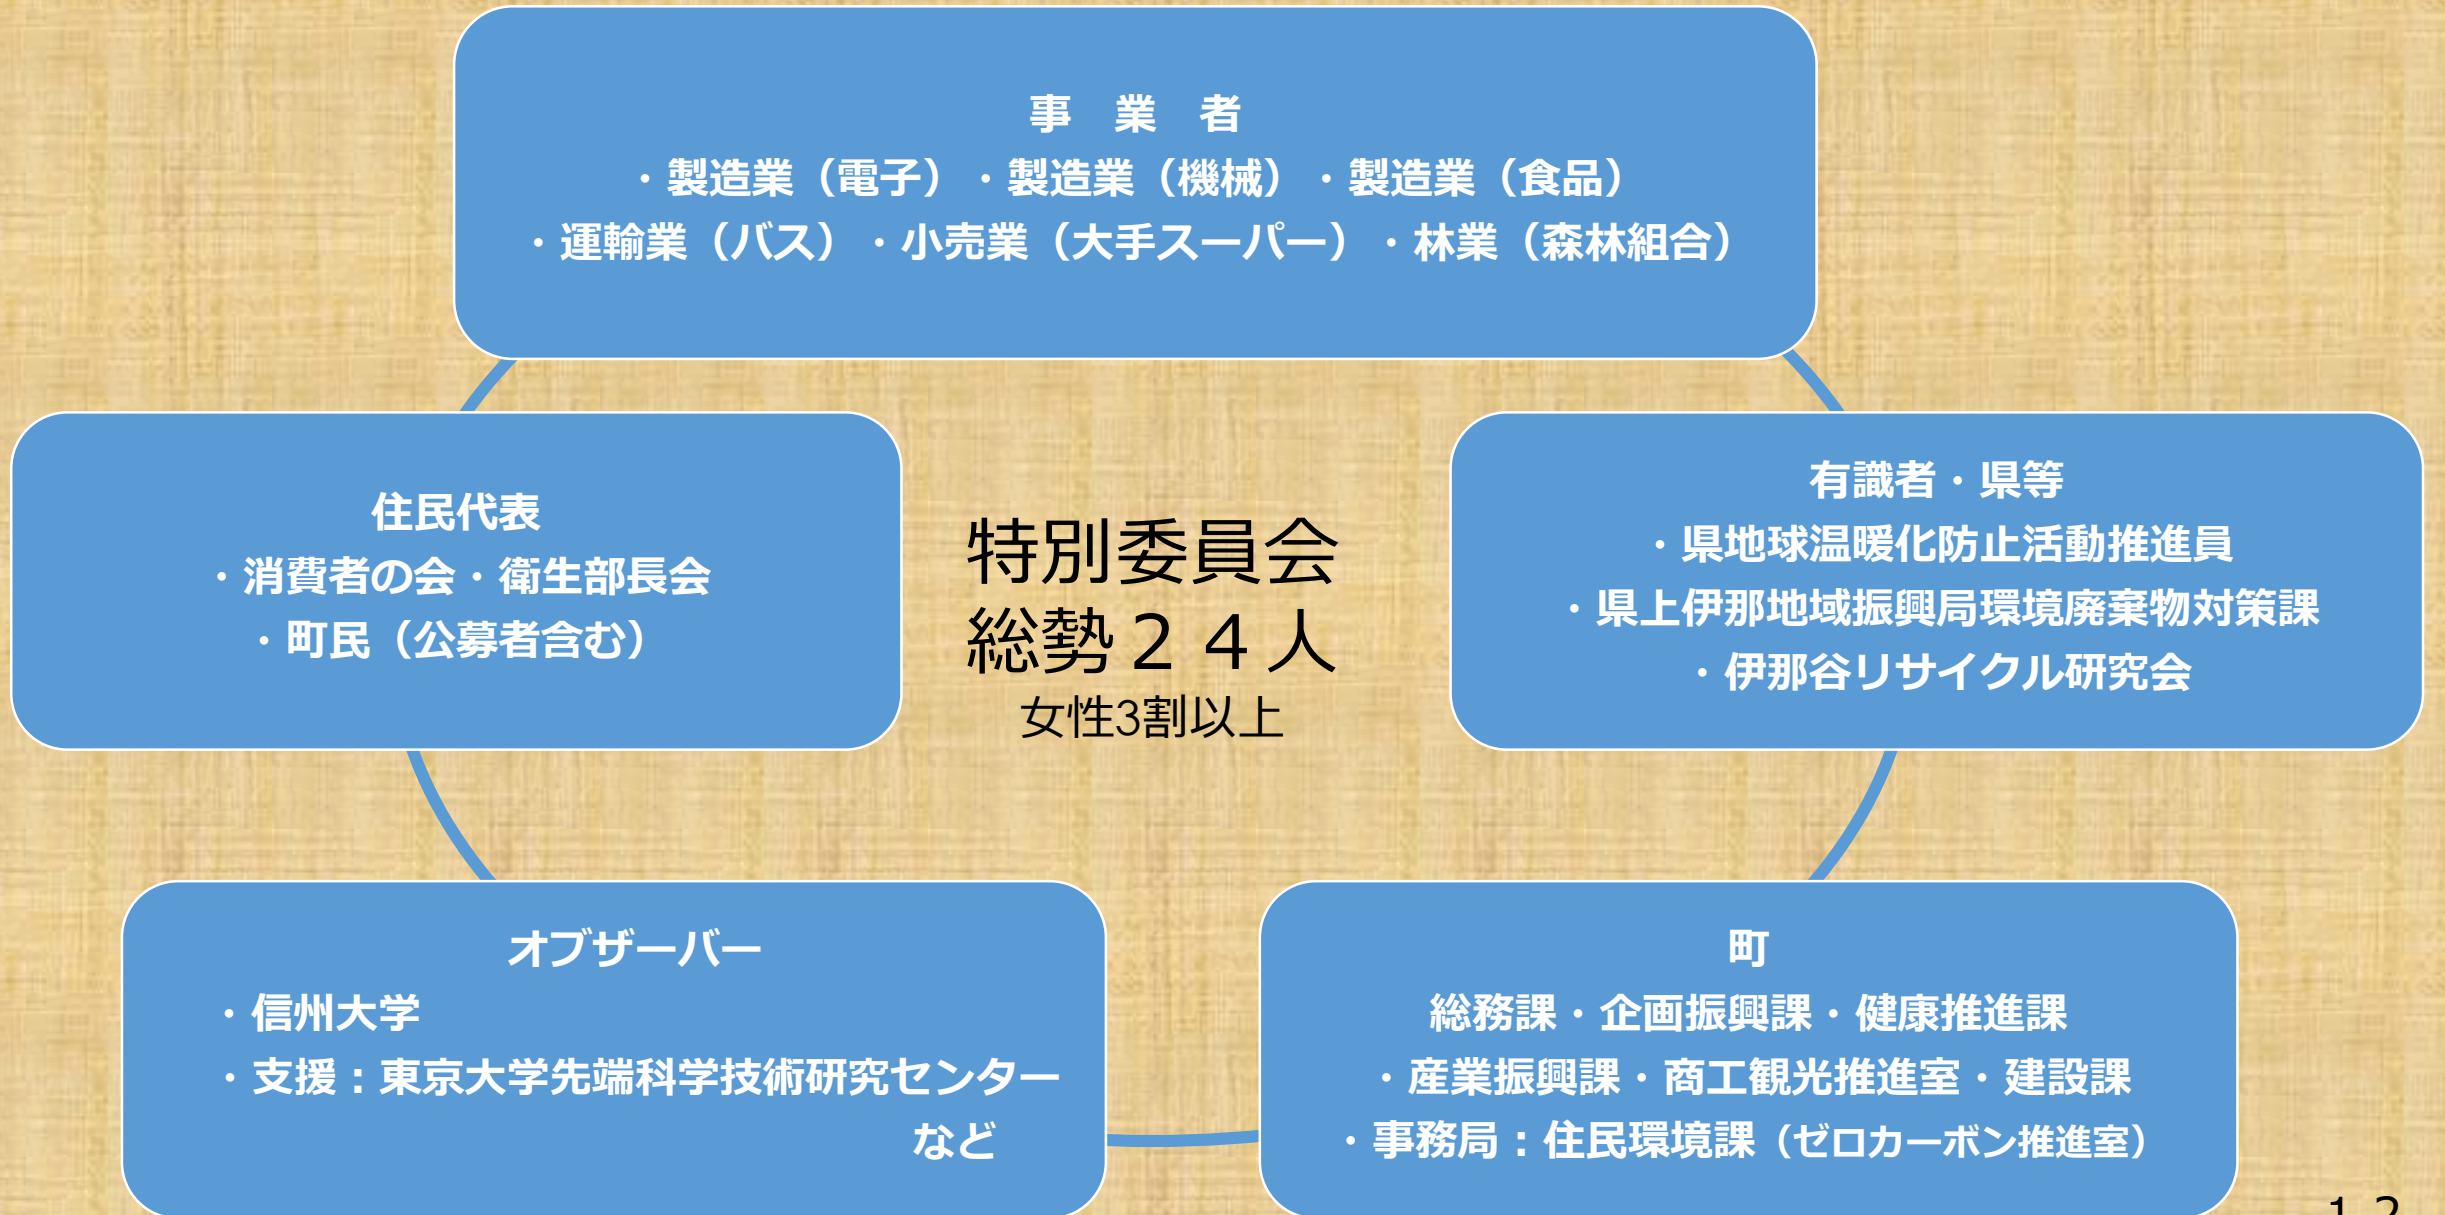 事　業　者
・製造業（電子）・製造業（機械）・製造業（食品）
・運輸業（バス）・小売業（大手スーパー）・林業（森林組合）
住民代表
・消費者の会・衛生部長会
・町民（公募者含む）
特別委員会
総勢２４人
女性3割以上
有識者・県等
・県地球温暖化防止活動推進員
・県上伊那地域振興局環境廃棄物対策課
・伊那谷リサイクル研究会
オブザーバー
・信州大学
・支援：東京大学先端科学技術研究センター
など
町
総務課・企画振興課・健康推進課
・産業振興課・商工観光推進室・建設課
・事務局：住民環境課（ゼロカーボン推進室）
１２